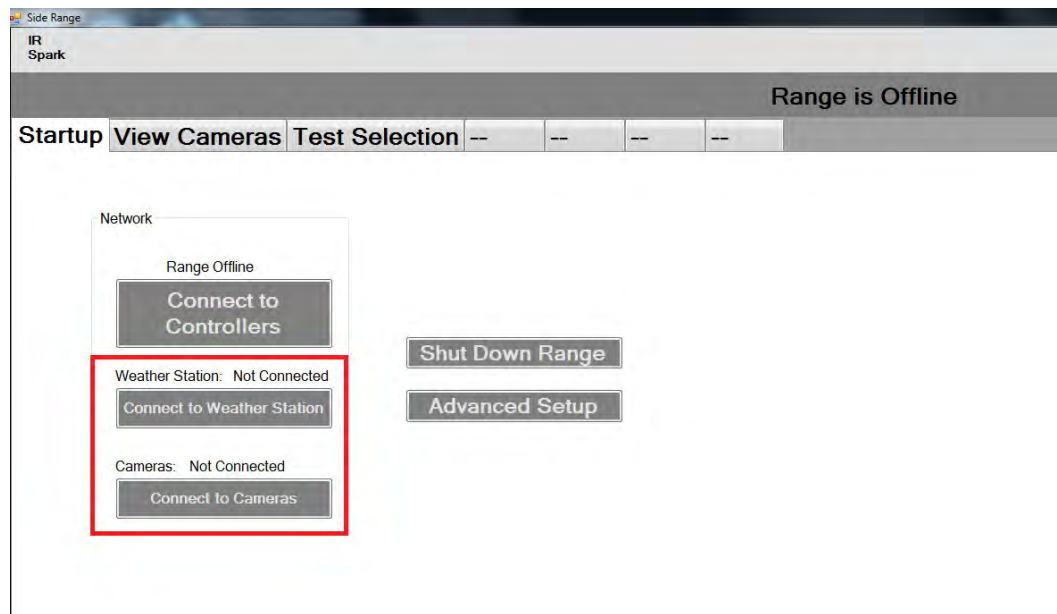 Side Range
IR
Spark
Range is Offline
Startup View Cameras Test Selection -- -- -- --
Network
Range Offline
Connect to
Controllers
Weather Station: Not Connected
Connect to Weather Station
Cameras: Not Connected
Connect to Cameras
Shut Down Range
Advanced Setup